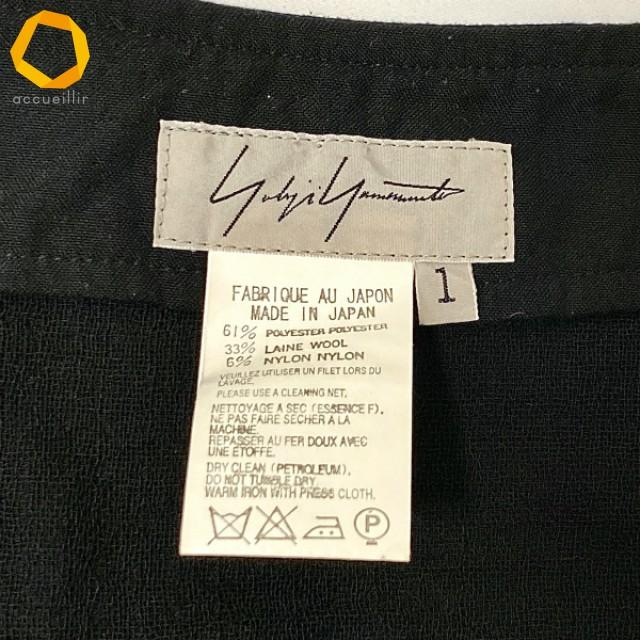 accueillir
Yohji Yamamoto
1
FABRIQUE AU JAPON
MADE IN JAPAN
61% POLYESTER POLYESTER
33% LAINE WOOL
6% NYLON NYLON
VEUILLEZ UTILISER UN FILET LORS DU
LAVAGE.
PLEASE USE A CLEANING NET.
NETTOYAGE A SEC (ESSENCE F).
NE PAS FAIRE SECHER A LA
MACHINE.
REPASSER AU FER DOUX AVEC
UNE ETOFFE.
DRY CLEAN (PETROLEUM).
DO NOT TUMBLE DRY.
WARM IRON WITH PRESS CLOTH.
P